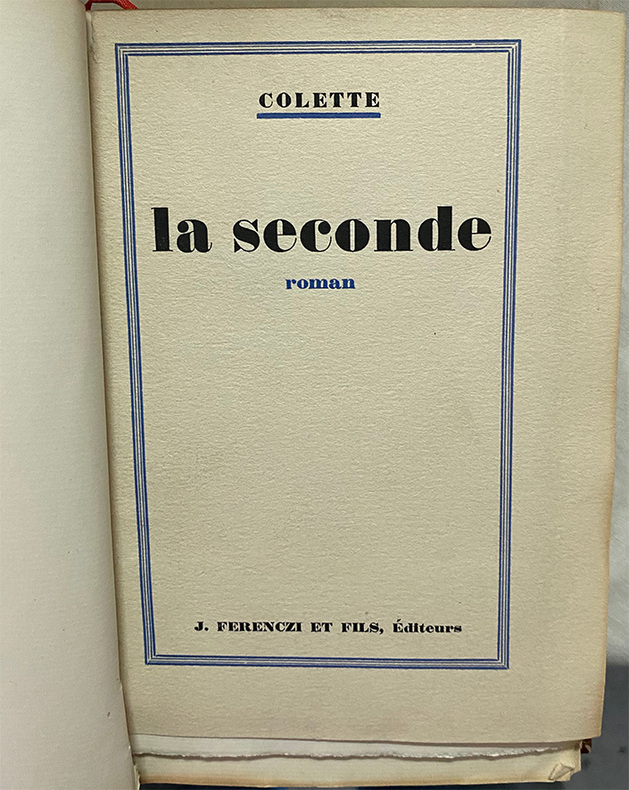 COLETTE
la seconde
roman
J. FERENCZI ET FILS, Éditeurs